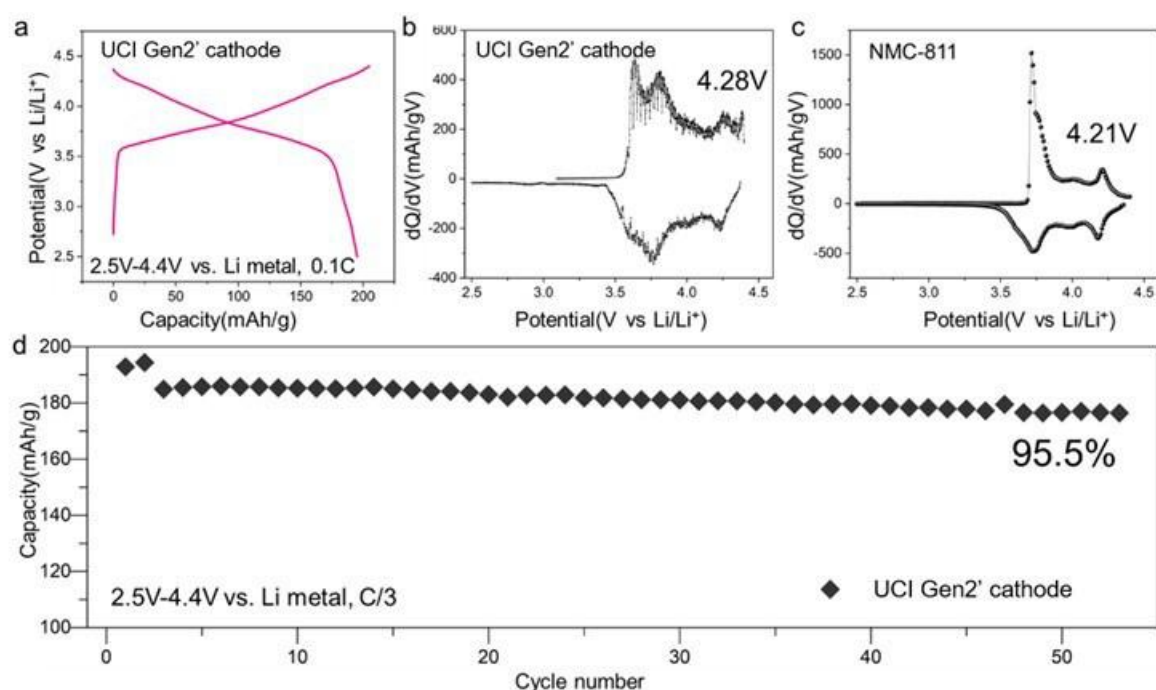 a
UCI Gen2’ cathode
4.5
4.0
3.5
3.0
2.5
Potential(V vs Li/Li⁺)
2.5V-4.4V vs. Li metal, 0.1C
0 50 100 150 200
Capacity(mAh/g)
b
600
UCI Gen2’ cathode
4.28V
400
200
0
-200
-400
dQ/dV(mAh/gV)
2.5 3.0 3.5 4.0 4.5
Potential(V vs Li/Li⁺)
c
NMC-811
4.21V
1500
1000
500
0
-500
dQ/dV(mAh/gV)
2.5 3.0 3.5 4.0 4.5
Potential(V vs Li/Li⁺)
d
200
180
160
140
120
100
Capacity(mAh/g)
95.5%
2.5V-4.4V vs. Li metal, C/3
UCI Gen2’ cathode
0 10 20 30 40 50
Cycle number